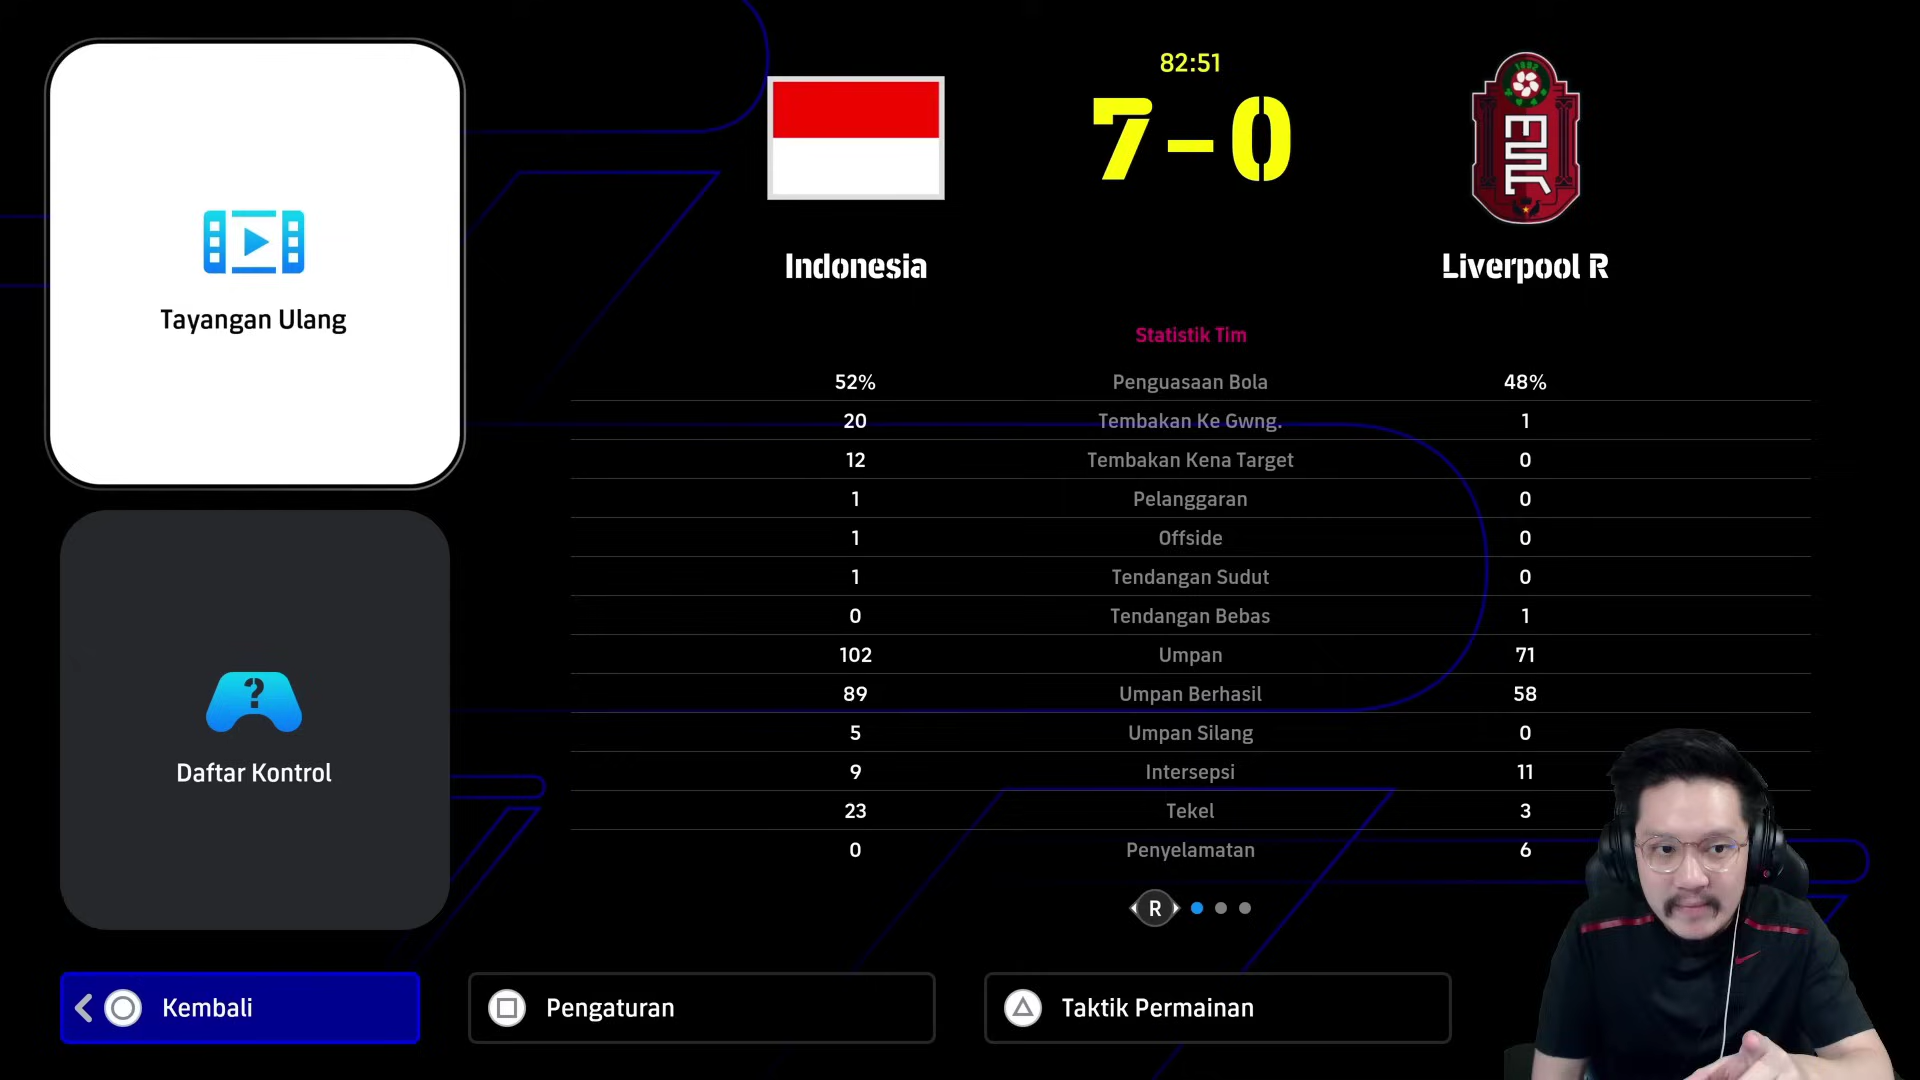 82:51
7-0
Indonesia
Liverpool R
Tayangan Ulang
Statistik Tim
52% Penguasaan Bola 48%
20 Tembakan Ke Gwng. 1
12 Tembakan Kena Target 0
1 Pelanggaran 0
1 Offside 0
1 Tendangan Sudut 0
0 Tendangan Bebas 1
102 Umpan 71
89 Umpan Berhasil 58
5 Umpan Silang 0
9 Intersepsi 11
23 Tekel 3
0 Penyelamatan 6
?
Daftar Kontrol
R
Kembali
Pengaturan
Taktik Permainan